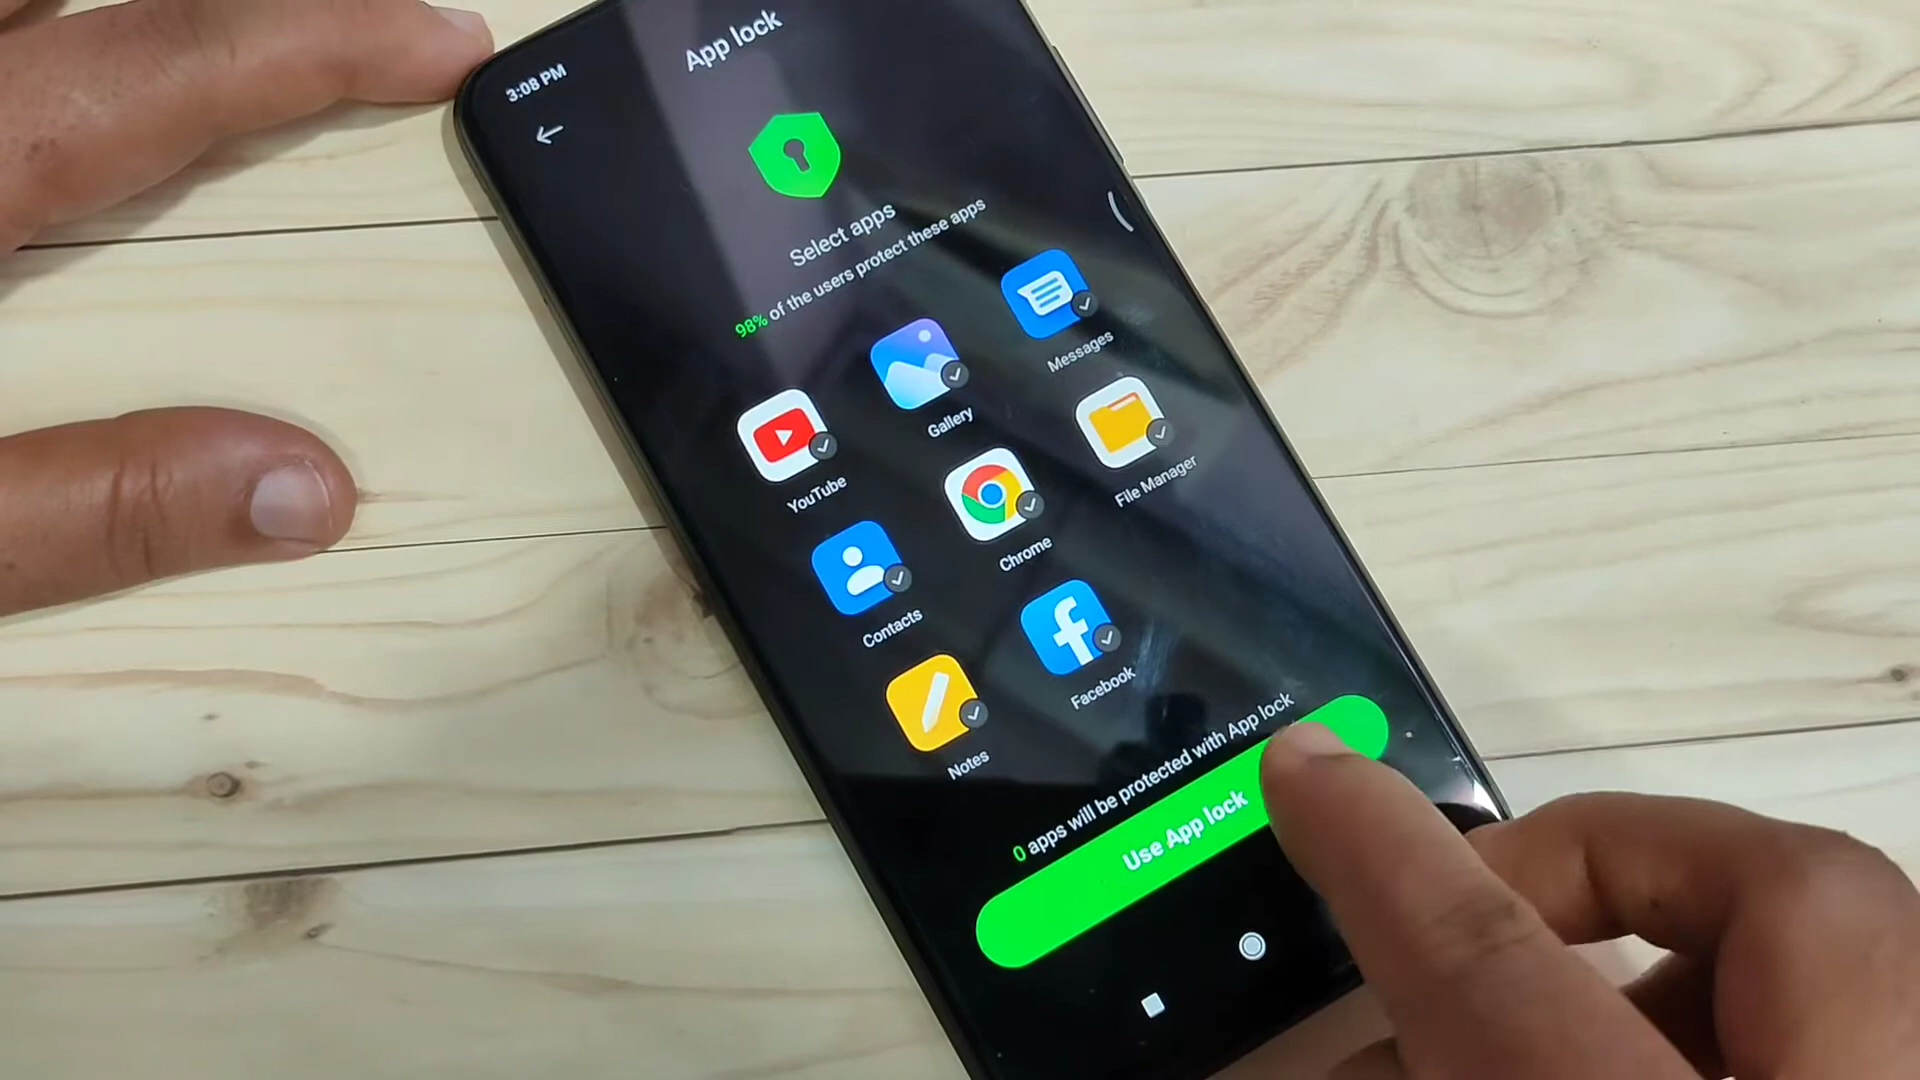 3:08 PM
App lock
Select apps
98% of the users protect these apps
YouTube
Gallery
Messages
Contacts
Chrome
File Manager
Notes
Facebook
0 apps will be protected with App lock
Use App lock